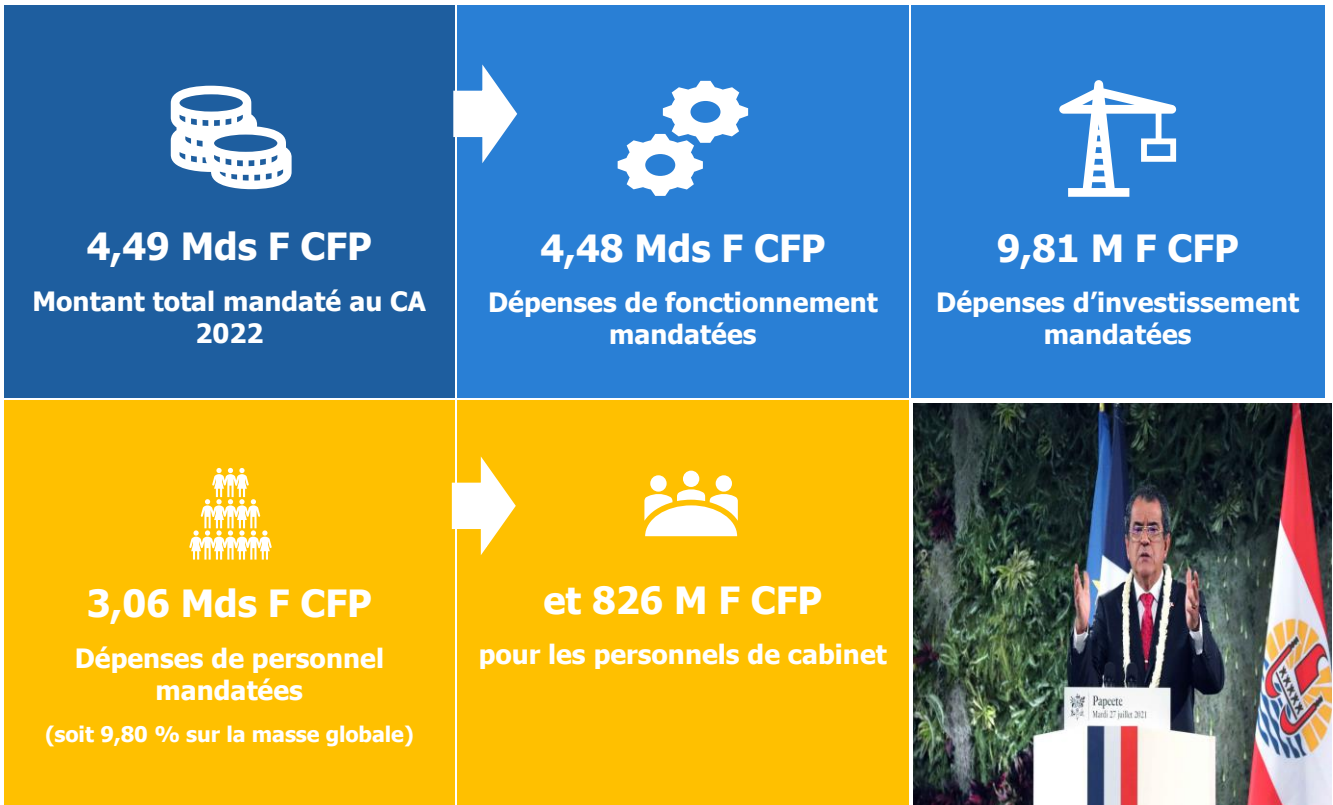 4,49 Mds F CFP
Montant total mandaté au CA
2022
4,48 Mds F CFP
Dépenses de fonctionnement
mandatées
9,81 M F CFP
Dépenses d’investissement
mandatées
3,06 Mds F CFP
Dépenses de personnel
mandatées
(soit 9,80 % sur la masse globale)
et 826 M F CFP
pour les personnels de cabinet
Papeete
Mardi 27 juillet 2021